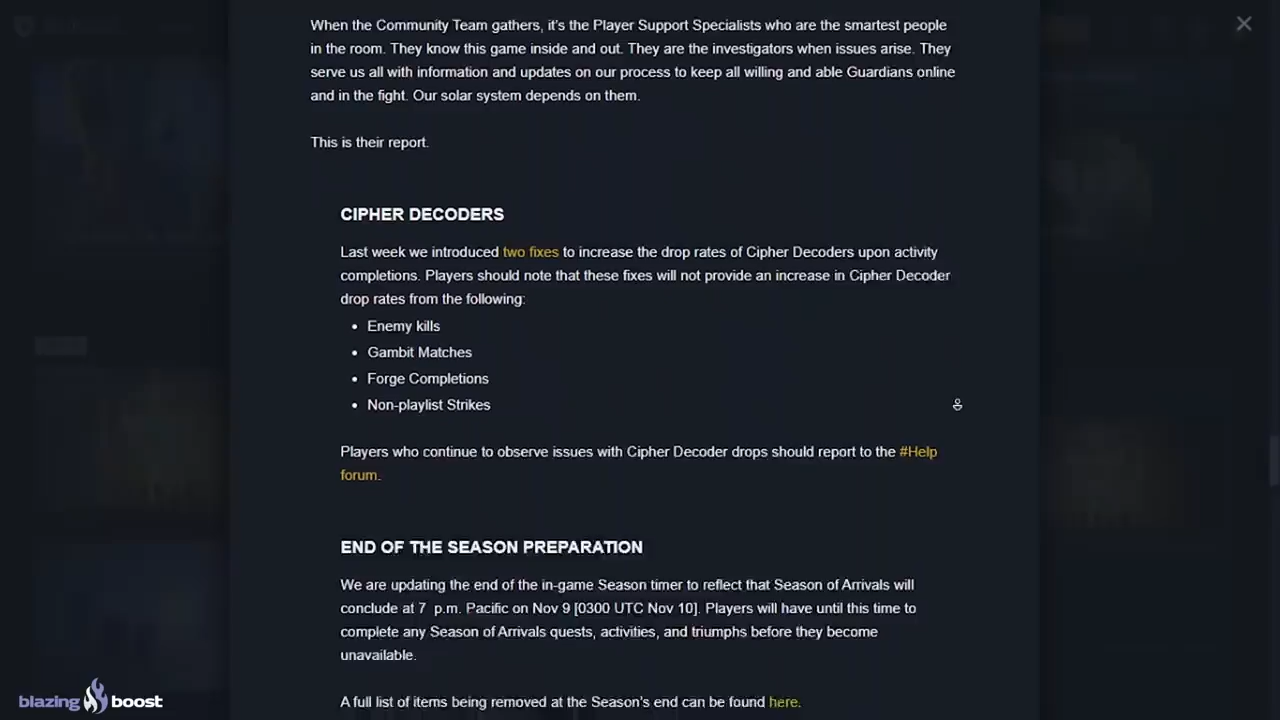 When the Community Team gathers, it's the Player Support Specialists who are the smartest people
in the room. They know this game inside and out. They are the investigators when issues arise. They
serve us all with information and updates on our process to keep all willing and able Guardians online
and in the fight. Our solar system depends on them.
This is their report.
CIPHER DECODERS
Last week we introduced two fixes to increase the drop rates of Cipher Decoders upon activity
completions. Players should note that these fixes will not provide an increase in Cipher Decoder
drop rates from the following:
• Enemy kills
• Gambit Matches
• Forge Completions
• Non-playlist Strikes
Players who continue to observe issues with Cipher Decoder drops should report to the #Help
forum.
END OF THE SEASON PREPARATION
We are updating the end of the in-game Season timer to reflect that Season of Arrivals will
conclude at 7 p.m. Pacific on Nov 9 [0300 UTC Nov 10]. Players will have until this time to
complete any Season of Arrivals quests, activities, and triumphs before they become
unavailable.
A full list of items being removed at the Season's end can be found here.
blazing boost